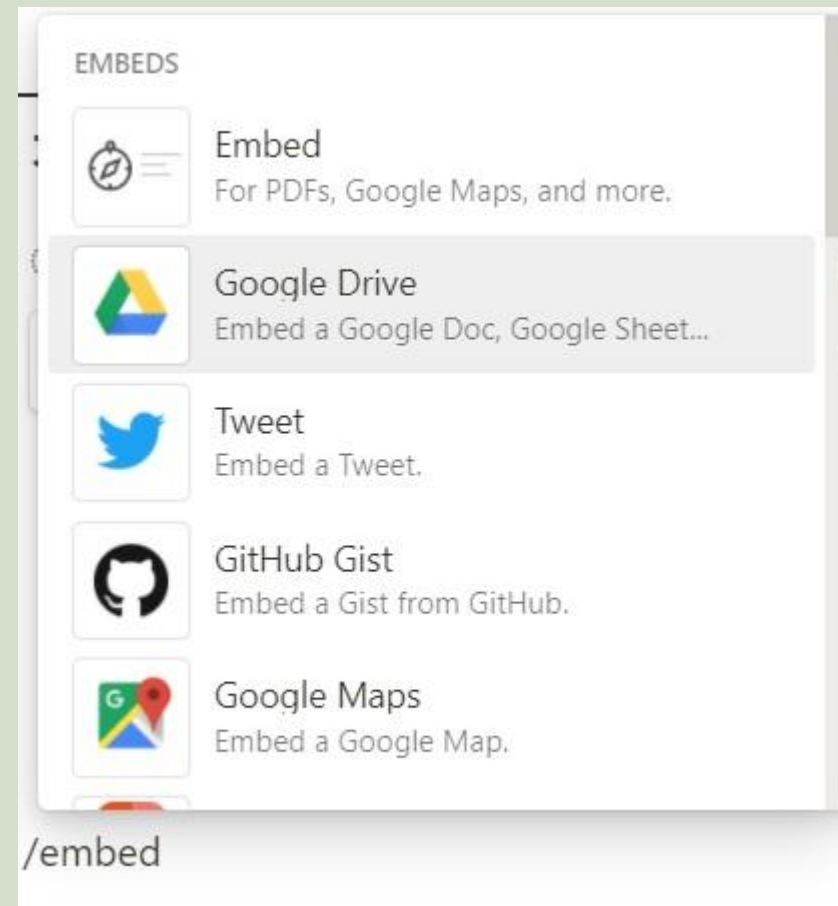 EMBEDS
Embed
For PDFs, Google Maps, and more.
Google Drive
Embed a Google Doc, Google Sheet...
Tweet
Embed a Tweet.
GitHub Gist
Embed a Gist from GitHub.
G
Google Maps
Embed a Google Map.
/embed